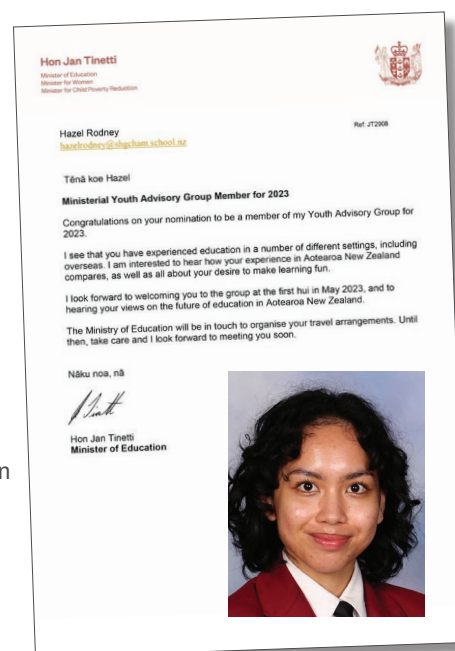 Hon Jan Tinetti
Minister of Education
Minister for Women
Minister for Child Poverty Reduction
Ref: JT2908
Hazel Rodney
hazelrodney@shgcham.school.nz
Tēnā koe Hazel
Ministerial Youth Advisory Group Member for 2023
Congratulations on your nomination to be a member of my Youth Advisory Group for
2023.
I see that you have experienced education in a number of different settings, including
overseas. I am interested to hear how your experience in Aotearoa New Zealand
compares, as well as all about your desire to make learning fun.
I look forward to welcoming you to the group at the first hui in May 2023, and to
hearing your views on the future of education in Aotearoa New Zealand.
The Ministry of Education will be in touch to organise your travel arrangements. Until
then, take care and I look forward to meeting you soon.
Nāku noa, nā
J Tinetti
Hon Jan Tinetti
Minister of Education
n